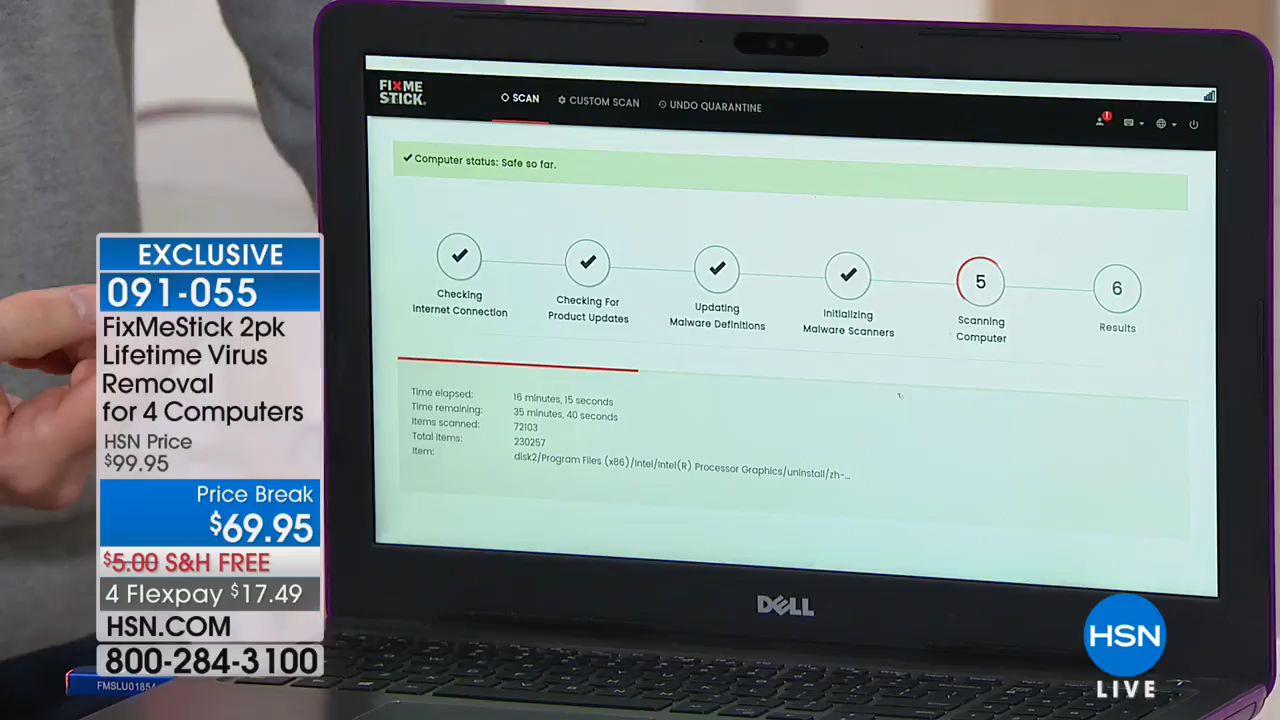 EXCLUSIVE
091-055
FixMeStick 2pk
Lifetime Virus
Removal
for 4 Computers
HSN Price
$99.95
Price Break
$69.95
$5.00 S&H FREE
4 Flexpay $17.49
HSN.COM
800-284-3100
FIXME
STICK
SCAN
CUSTOM SCAN
UNDO QUARANTINE
Computer status: Safe so far.
Checking
Internet Connection
Checking For
Product Updates
Updating
Malware Definitions
Initializing
Malware Scanners
5
Scanning
Computer
6
Results
Time elapsed: 16 minutes, 15 seconds
Time remaining: 35 minutes, 40 seconds
Items scanned: 72103
Total items: 230257
Item: disk2/Program Files (x86)/Intel/Intel(R) Processor Graphics/uninstall/zh-...
DELL
HSN
LIVE